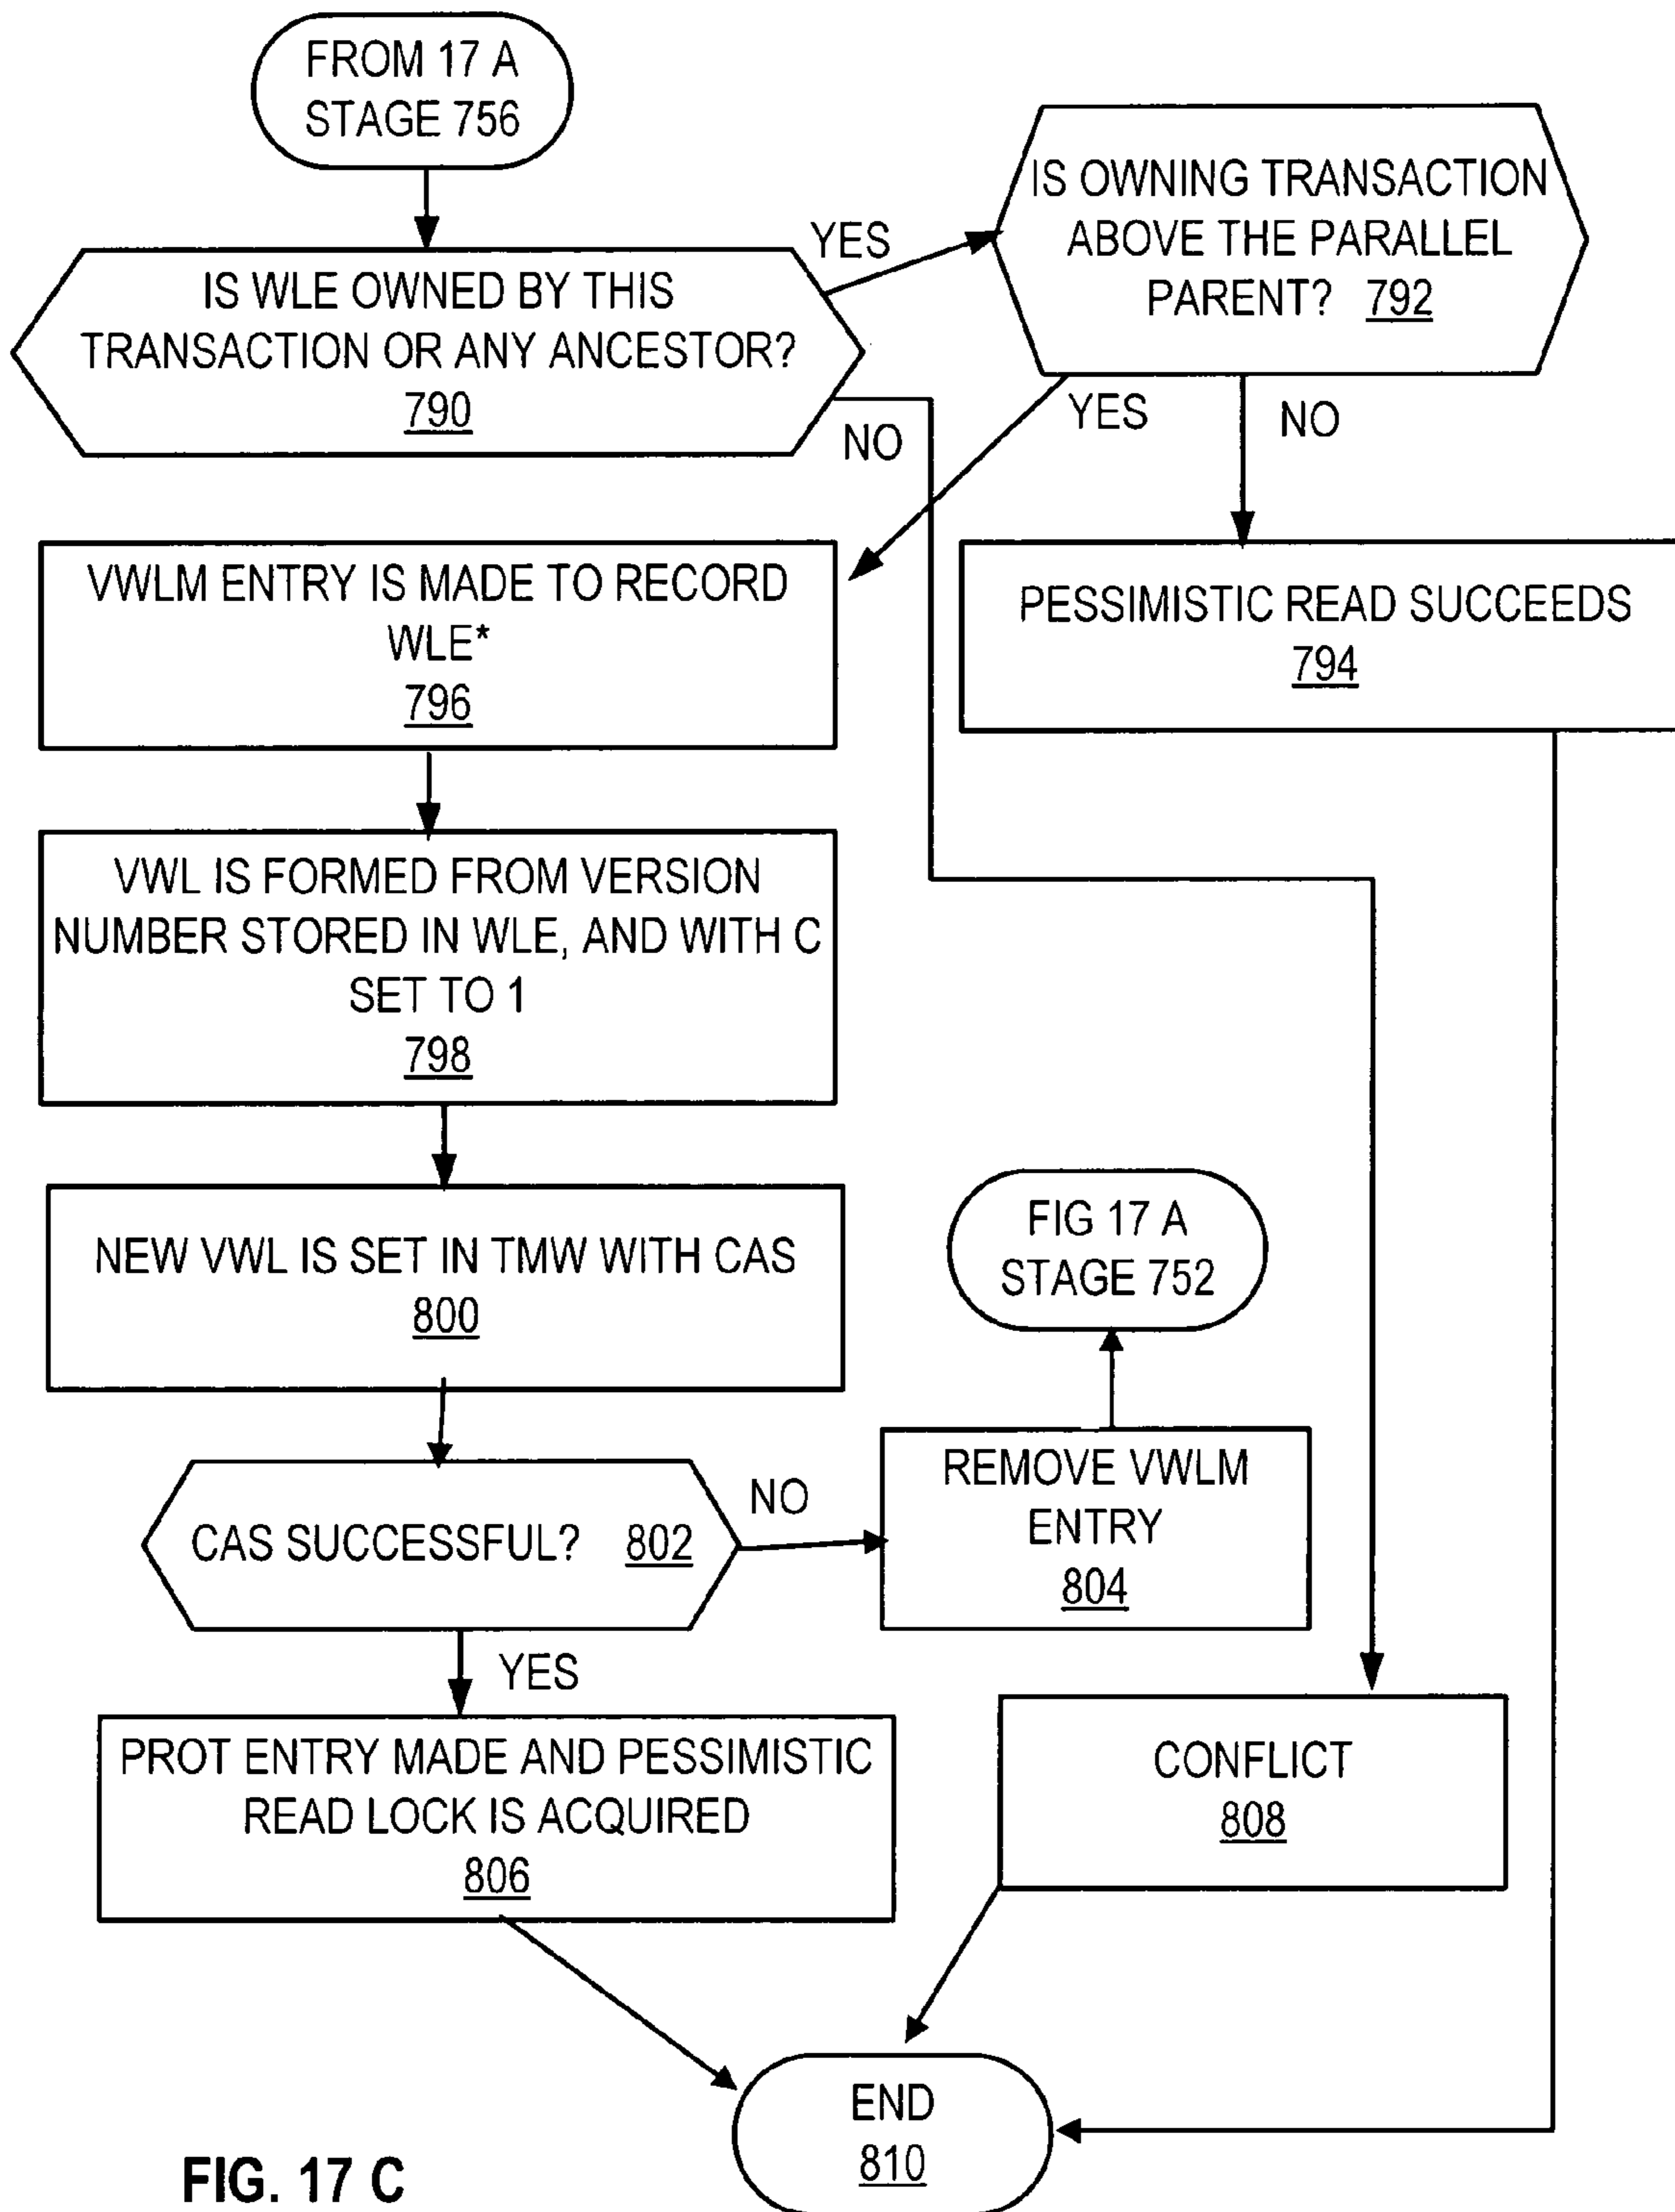 FROM 17 A
STAGE 756
IS WLE OWNED BY THIS
TRANSACTION OR ANY ANCESTOR?
790
YES
NO
IS OWNING TRANSACTION
ABOVE THE PARALLEL
PARENT? 792
YES
NO
PESSIMISTIC READ SUCCEEDS
794
VWLM ENTRY IS MADE TO RECORD
WLE*
796
VWL IS FORMED FROM VERSION
NUMBER STORED IN WLE, AND WITH C
SET TO 1
798
NEW VWL IS SET IN TMW WITH CAS
800
FIG 17 A
STAGE 752
CAS SUCCESSFUL? 802
NO
REMOVE VWLM
ENTRY
804
YES
PROT ENTRY MADE AND PESSIMISTIC
READ LOCK IS ACQUIRED
806
CONFLICT
808
END
810
FIG. 17 C